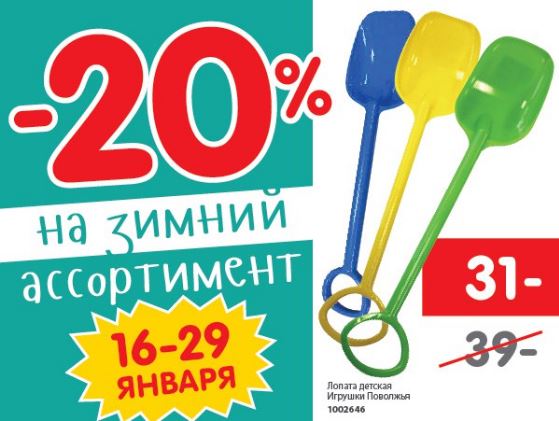 -20%
на зимний
ассортимент
16-29
ЯНВАРЯ
31-
39-
Лопата детская
Игрушки Поволжья
1002646